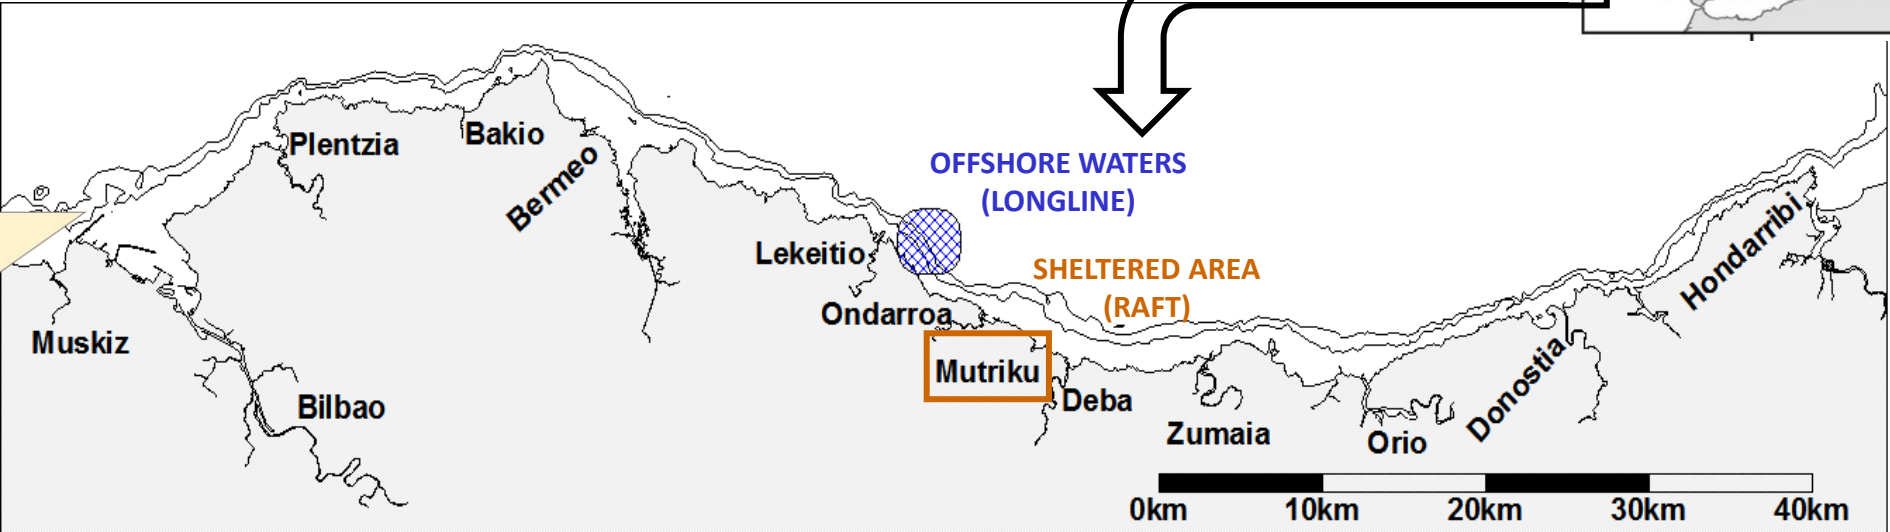 Plentzia
Bakio
Bermeo
OFFSHORE WATERS
(LONGLINE)
Lekeitio
SHELTERED AREA
(RAFT)
Hondarribi
Ondarroa
Muskiz
Mutriku
Deba
Donostia
Bilbao
Zumaia
Orio
0km 10km 20km 30km 40km